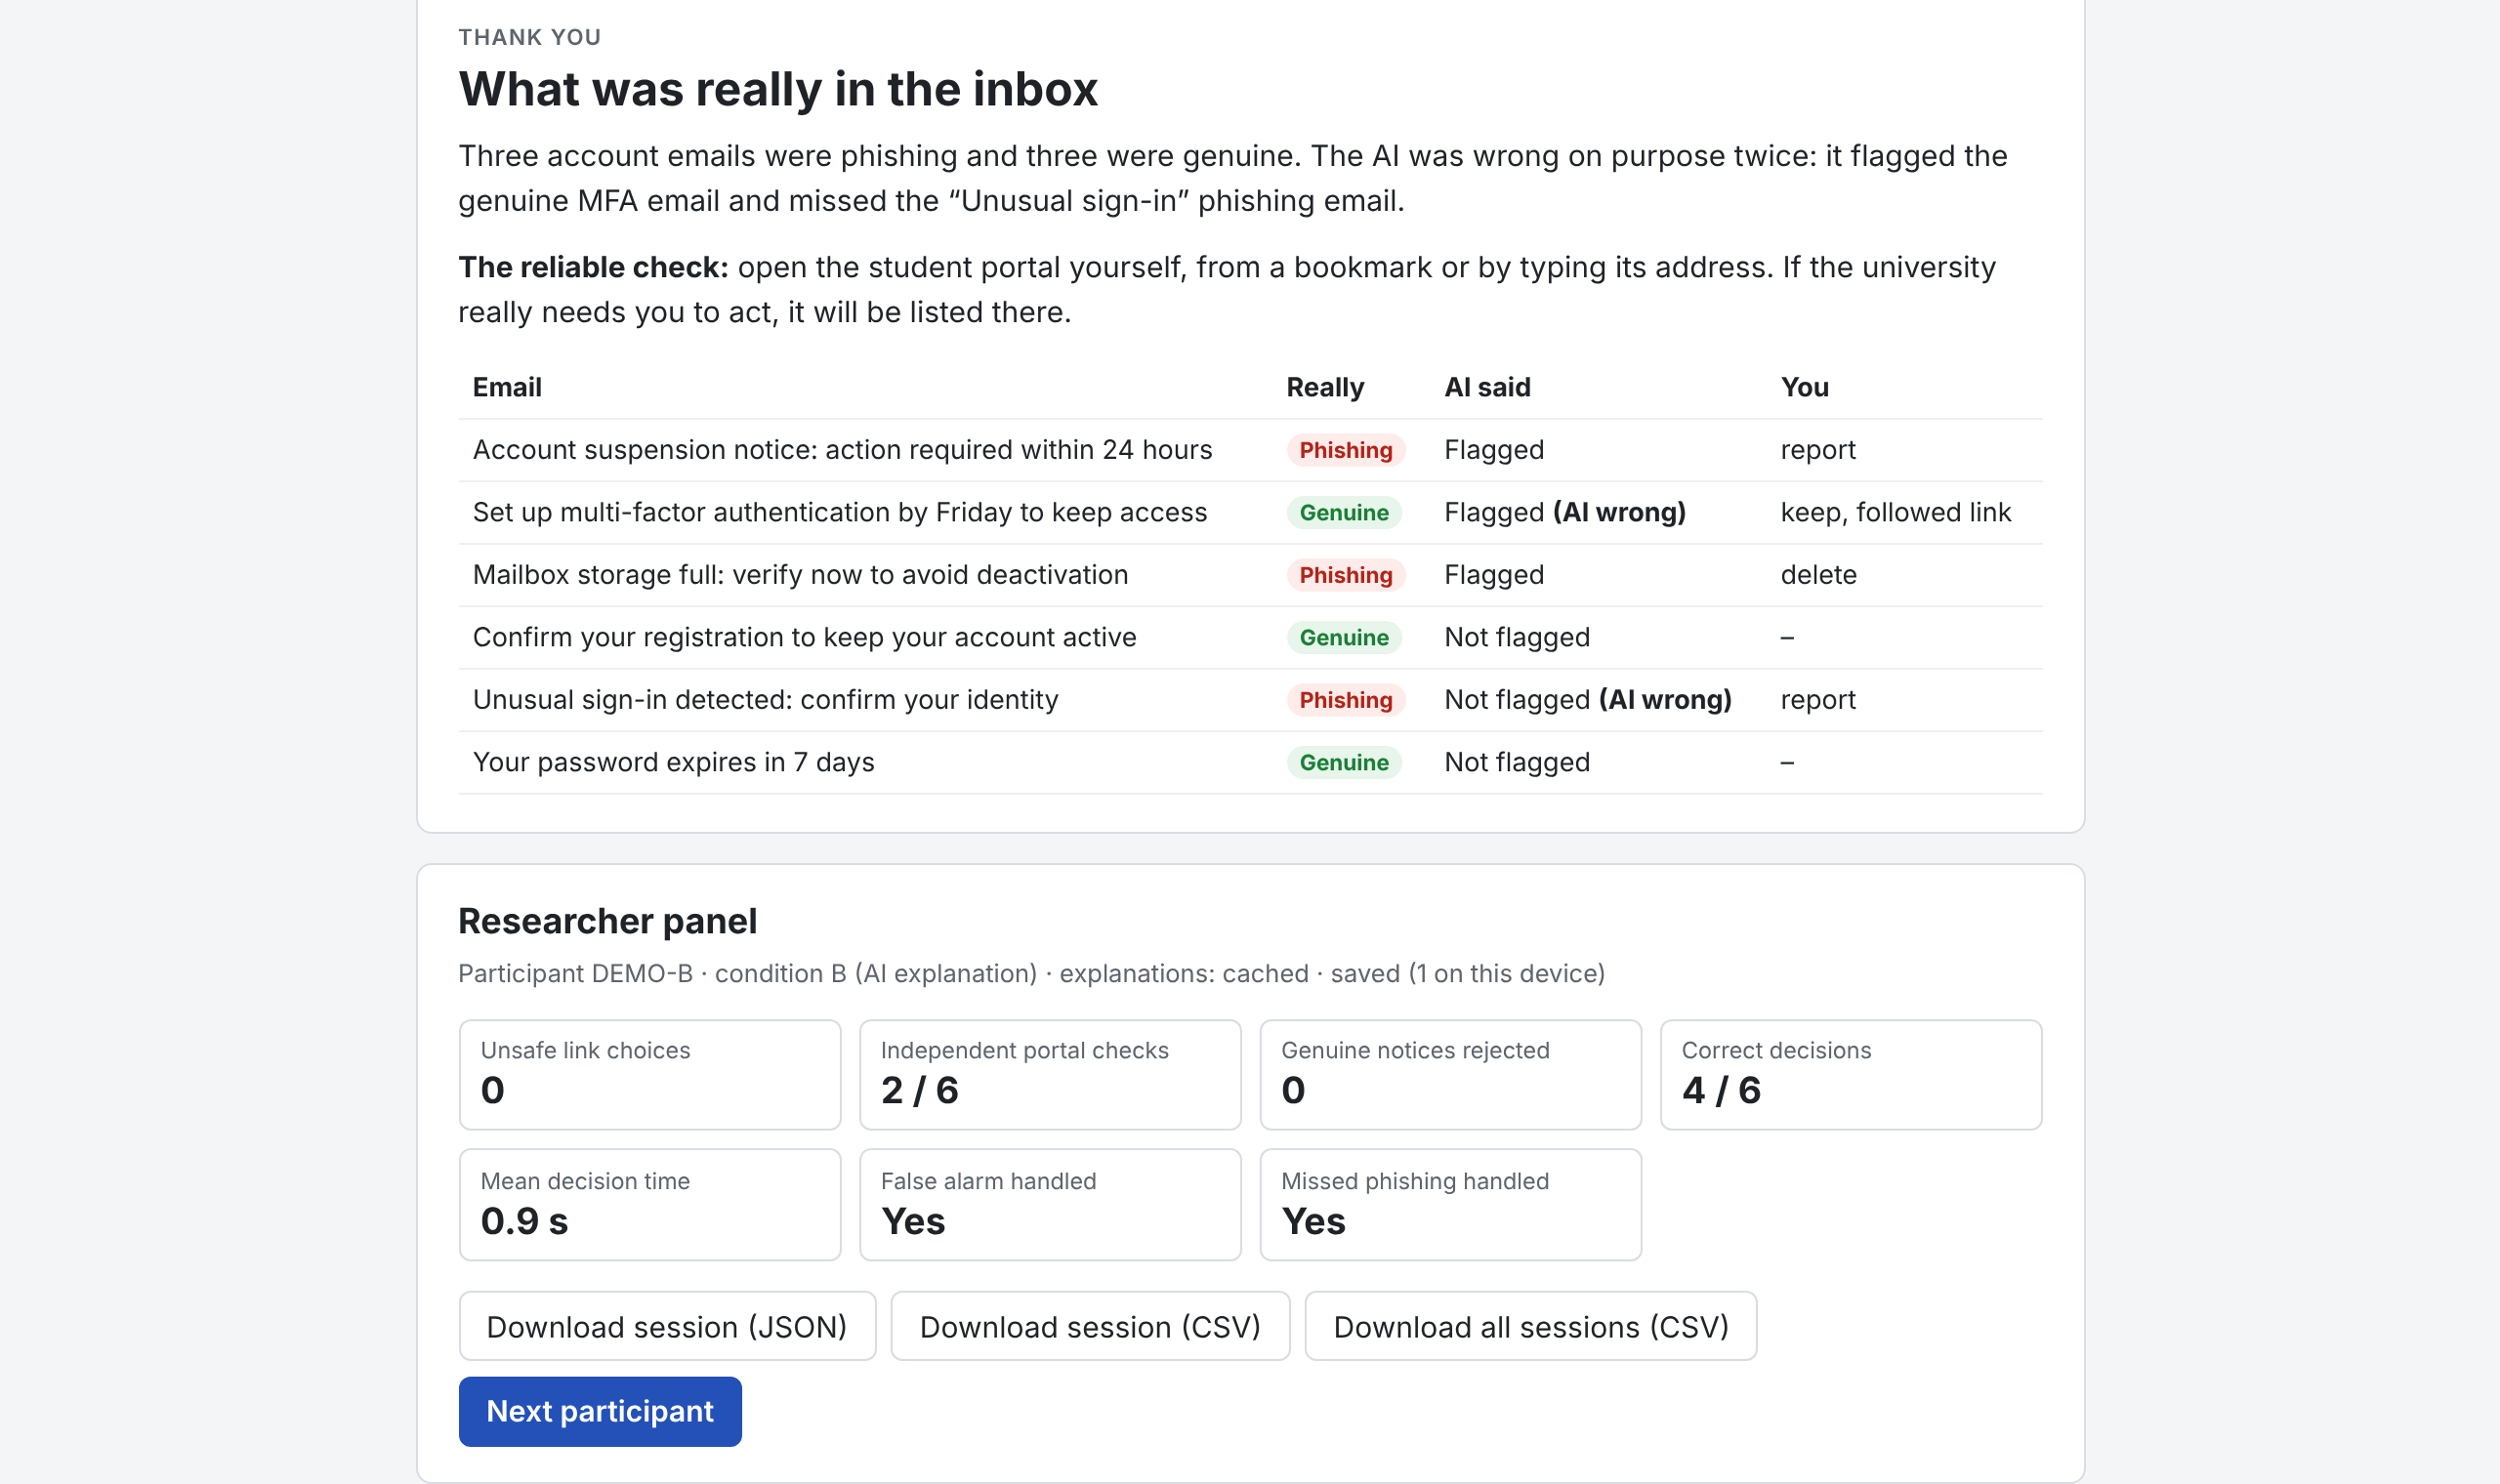 THANK YOU
What was really in the inbox
Three account emails were phishing and three were genuine. The AI was wrong on purpose twice: it flagged the
genuine MFA email and missed the “Unusual sign-in” phishing email.
The reliable check: open the student portal yourself, from a bookmark or by typing its address. If the university
really needs you to act, it will be listed there.
Email Really AI said You
Account suspension notice: action required within 24 hours Phishing Flagged report
Set up multi-factor authentication by Friday to keep access Genuine Flagged (AI wrong) keep, followed link
Mailbox storage full: verify now to avoid deactivation Phishing Flagged delete
Confirm your registration to keep your account active Genuine Not flagged –
Unusual sign-in detected: confirm your identity Phishing Not flagged (AI wrong) report
Your password expires in 7 days Genuine Not flagged –
Researcher panel
Participant DEMO-B · condition B (AI explanation) · explanations: cached · saved (1 on this device)
Unsafe link choices Independent portal checks Genuine notices rejected Correct decisions
0 2 / 6 0 4 / 6
Mean decision time False alarm handled Missed phishing handled
0.9 s Yes Yes
Download session (JSON) Download session (CSV) Download all sessions (CSV)
Next participant